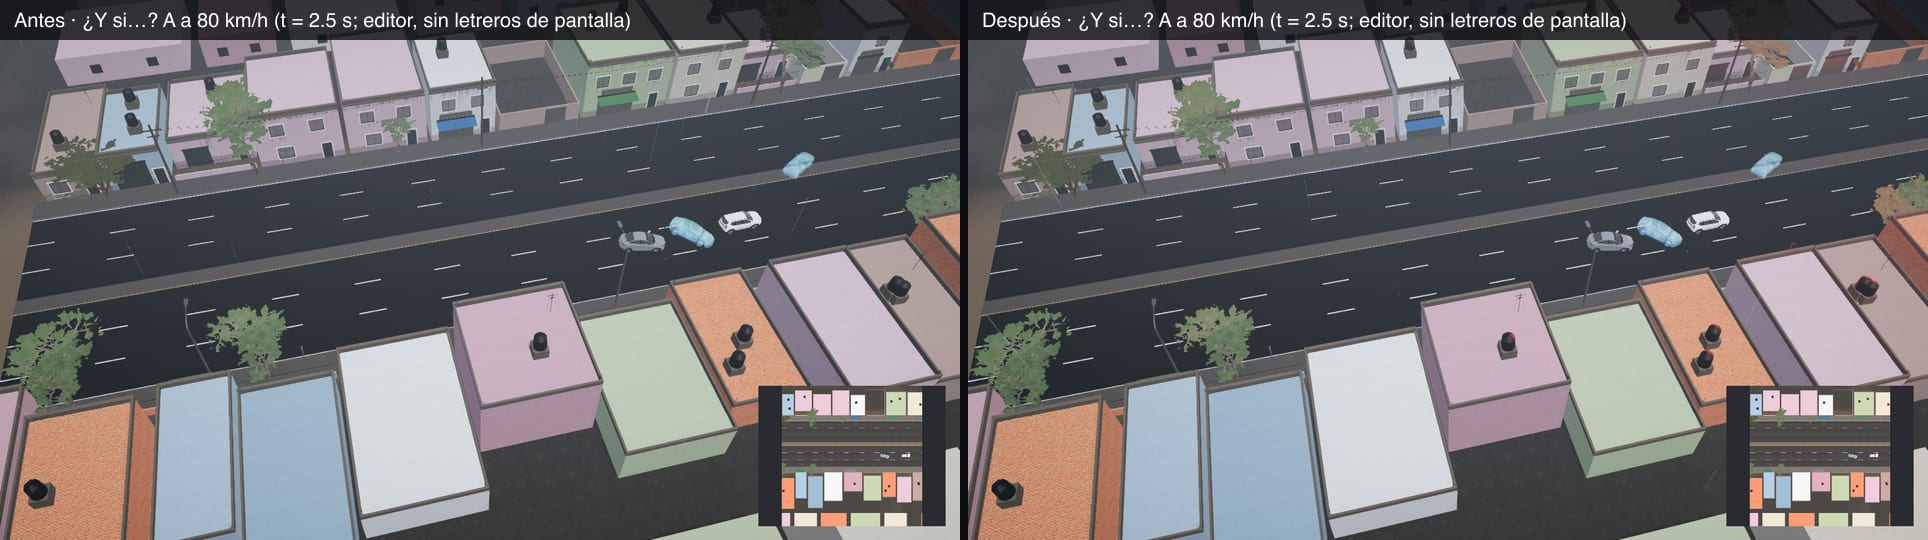 Antes · ¿Y si...? A a 80 km/h (t = 2.5 s; editor, sin letreros de pantalla)
Después · ¿Y si...? A a 80 km/h (t = 2.5 s; editor, sin letreros de pantalla)